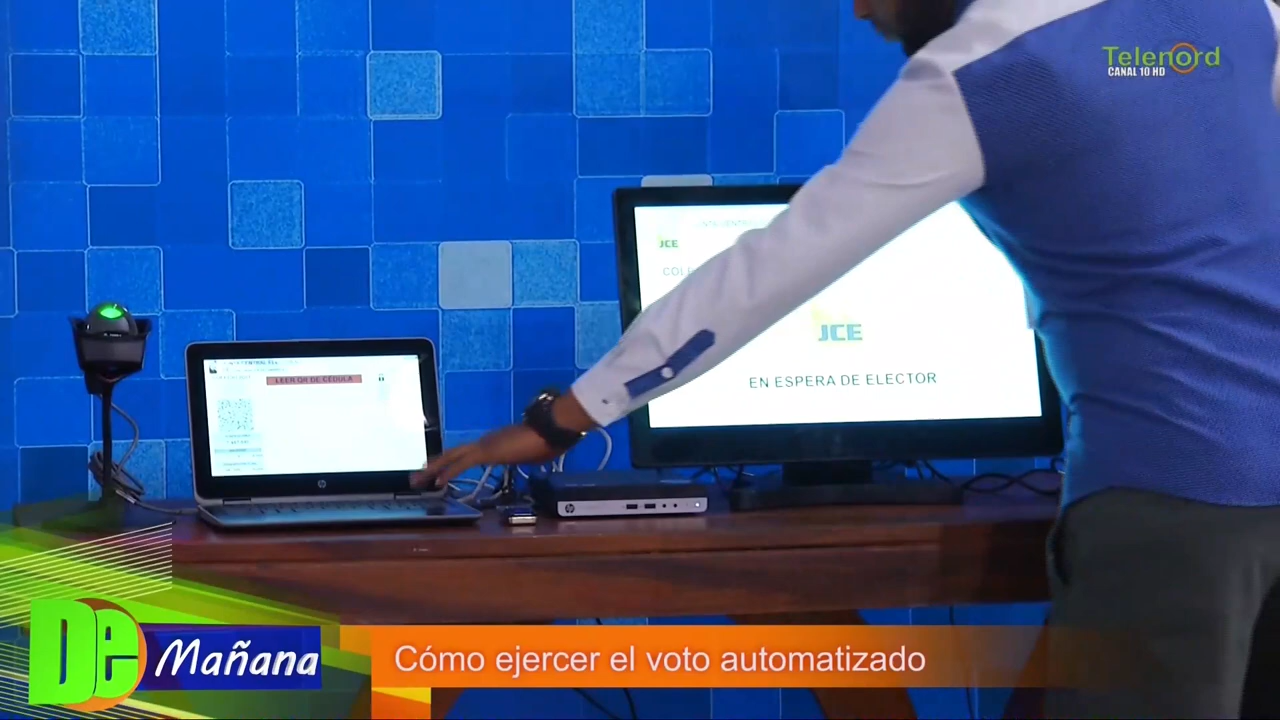 Telenord
CANAL 10 HD
JCE
JCE
EN ESPERA DE ELECTOR
LEER QR DE CÉDULA
hp
hp
De Mañana
Cómo ejercer el voto automatizado